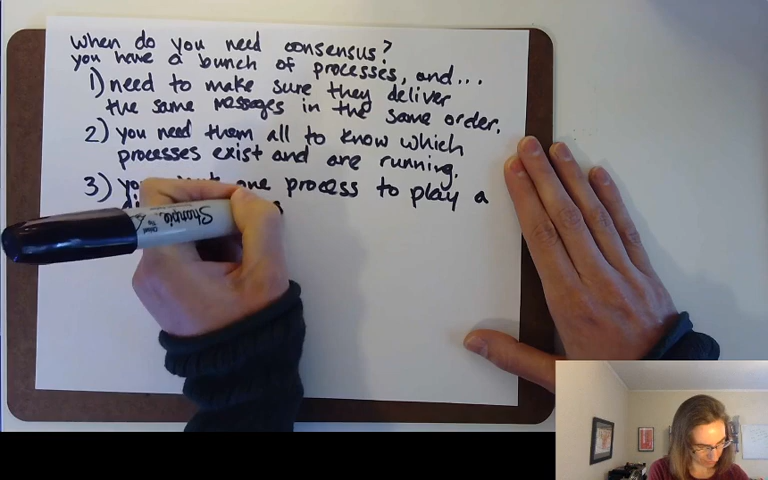 when do you need consensus?
you have a bunch of processes, and...
1) need to make sure they deliver
the same messages in the same order.
2) you need them all to know which
processes exist and are running.
3) one process to play a
Sharpie